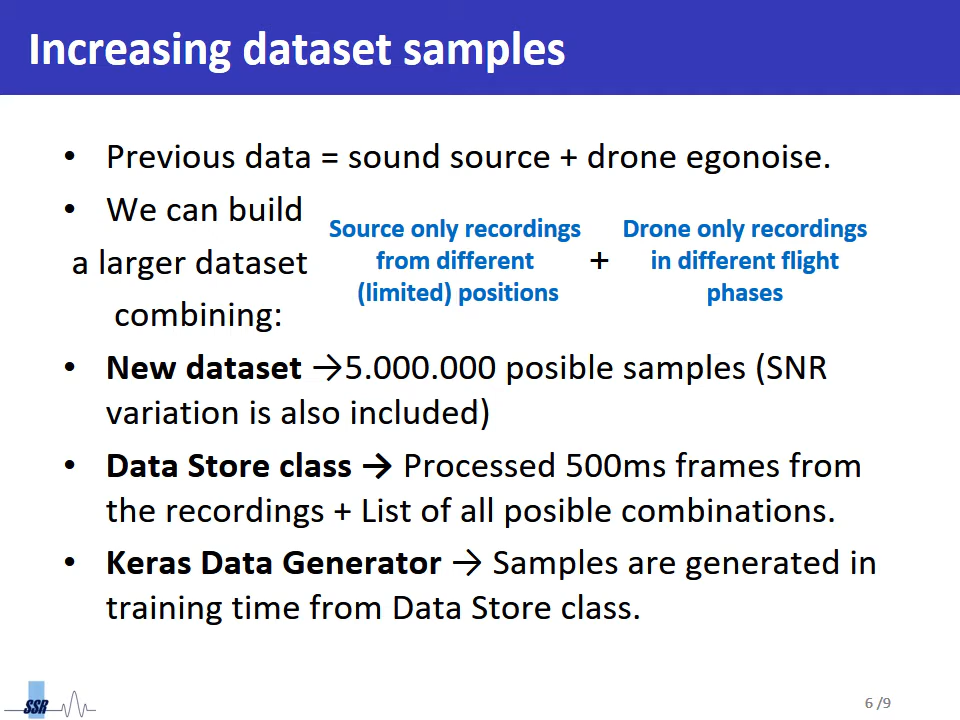 Increasing dataset samples
• Previous data = sound source + drone egonoise.
• We can build
a larger dataset
combining:
Source only recordings
from different
(limited) positions
+
Drone only recordings
in different flight
phases
• New dataset →5.000.000 posible samples (SNR
variation is also included)
• Data Store class → Processed 500ms frames from
the recordings + List of all posible combinations.
• Keras Data Generator → Samples are generated in
training time from Data Store class.
SSR
6 /9